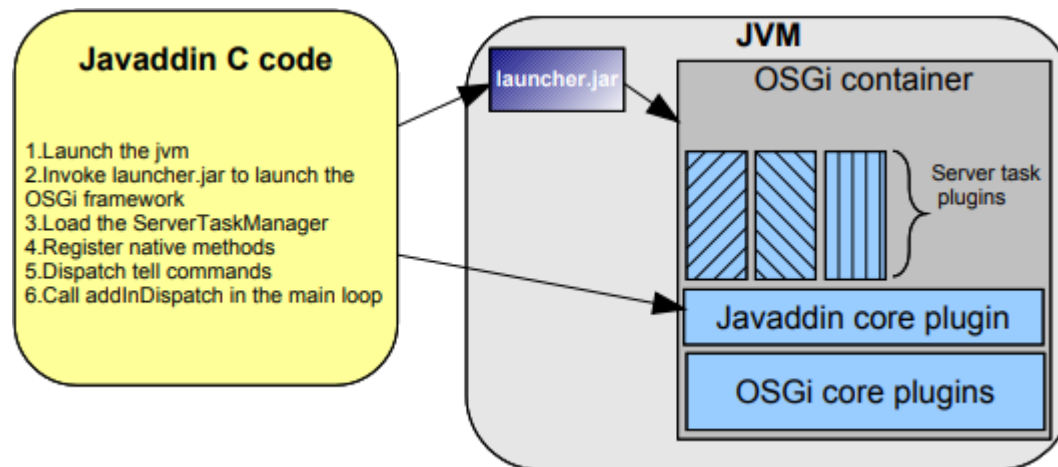 Javaddin C code
1.Launch the jvm
2.Invoke launcher.jar to launch the
OSGi framework
3.Load the ServerTaskManager
4.Register native methods
5.Dispatch tell commands
6.Call addInDispatch in the main loop
JVM
launcher.jar
OSGi container
Server task
plugins
Javaddin core plugin
OSGi core plugins